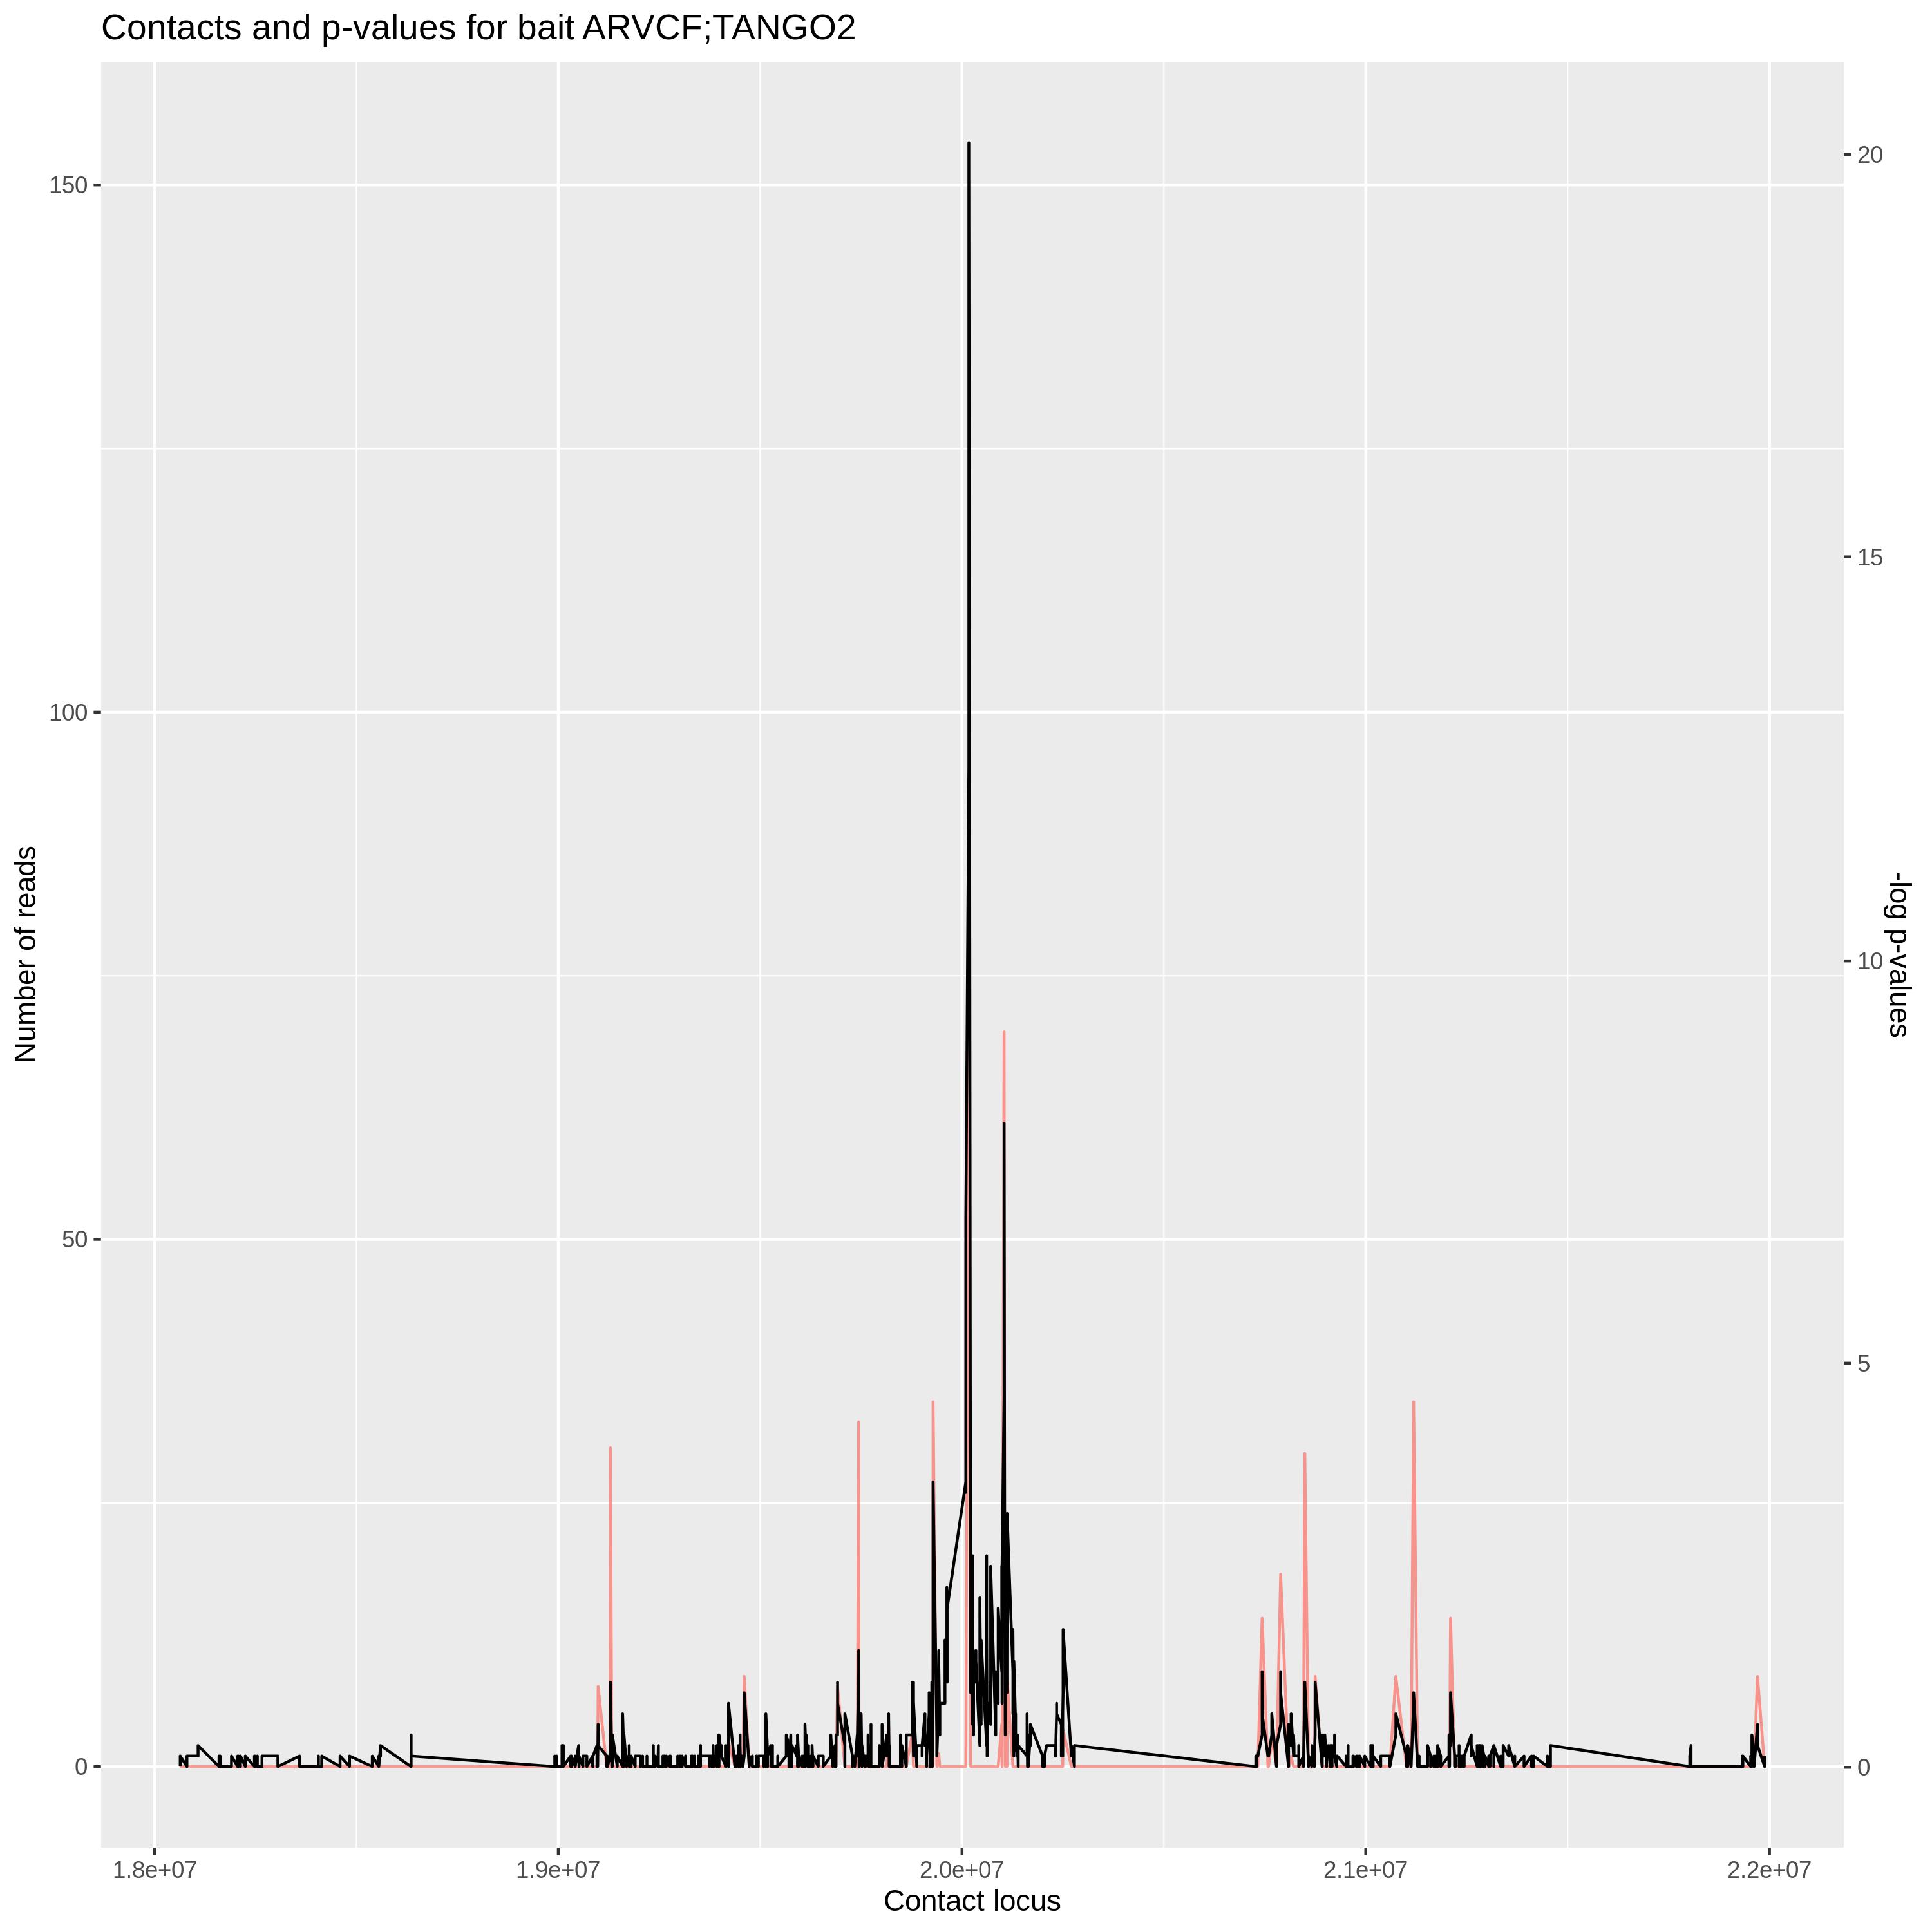 Contacts and p-values for bait ARVCF;TANGO2
150
100
50
0
Number of reads
20
15
10
5
0
-log p-values
1.8e+07
1.9e+07
2.0e+07
2.1e+07
2.2e+07
Contact locus